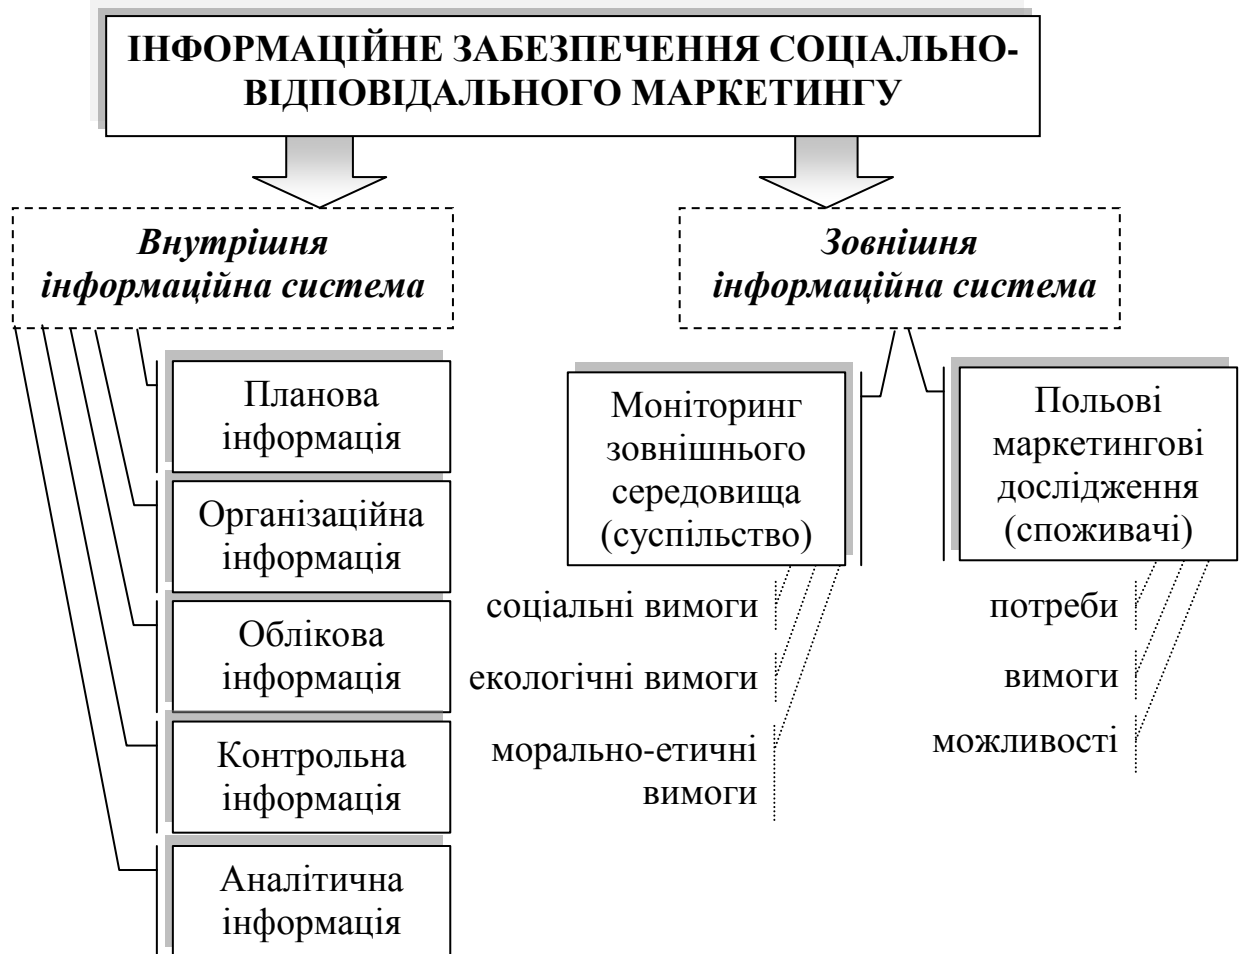 ІНФОРМАЦІЙНЕ ЗАБЕЗПЕЧЕННЯ СОЦІАЛЬНО-
ВІДПОВІДАЛЬНОГО МАРКЕТИНГУ
Внутрішня
інформаційна система
Зовнішня
інформаційна система
Планова
інформація
Організаційна
інформація
Облікова
інформація
Контрольна
інформація
Аналітична
інформація
Моніторинг
зовнішнього
середовища
(суспільство)
соціальні вимоги
екологічні вимоги
морально-етичні
вимоги
Польові
маркетингові
дослідження
(споживачі)
потреби
вимоги
можливості